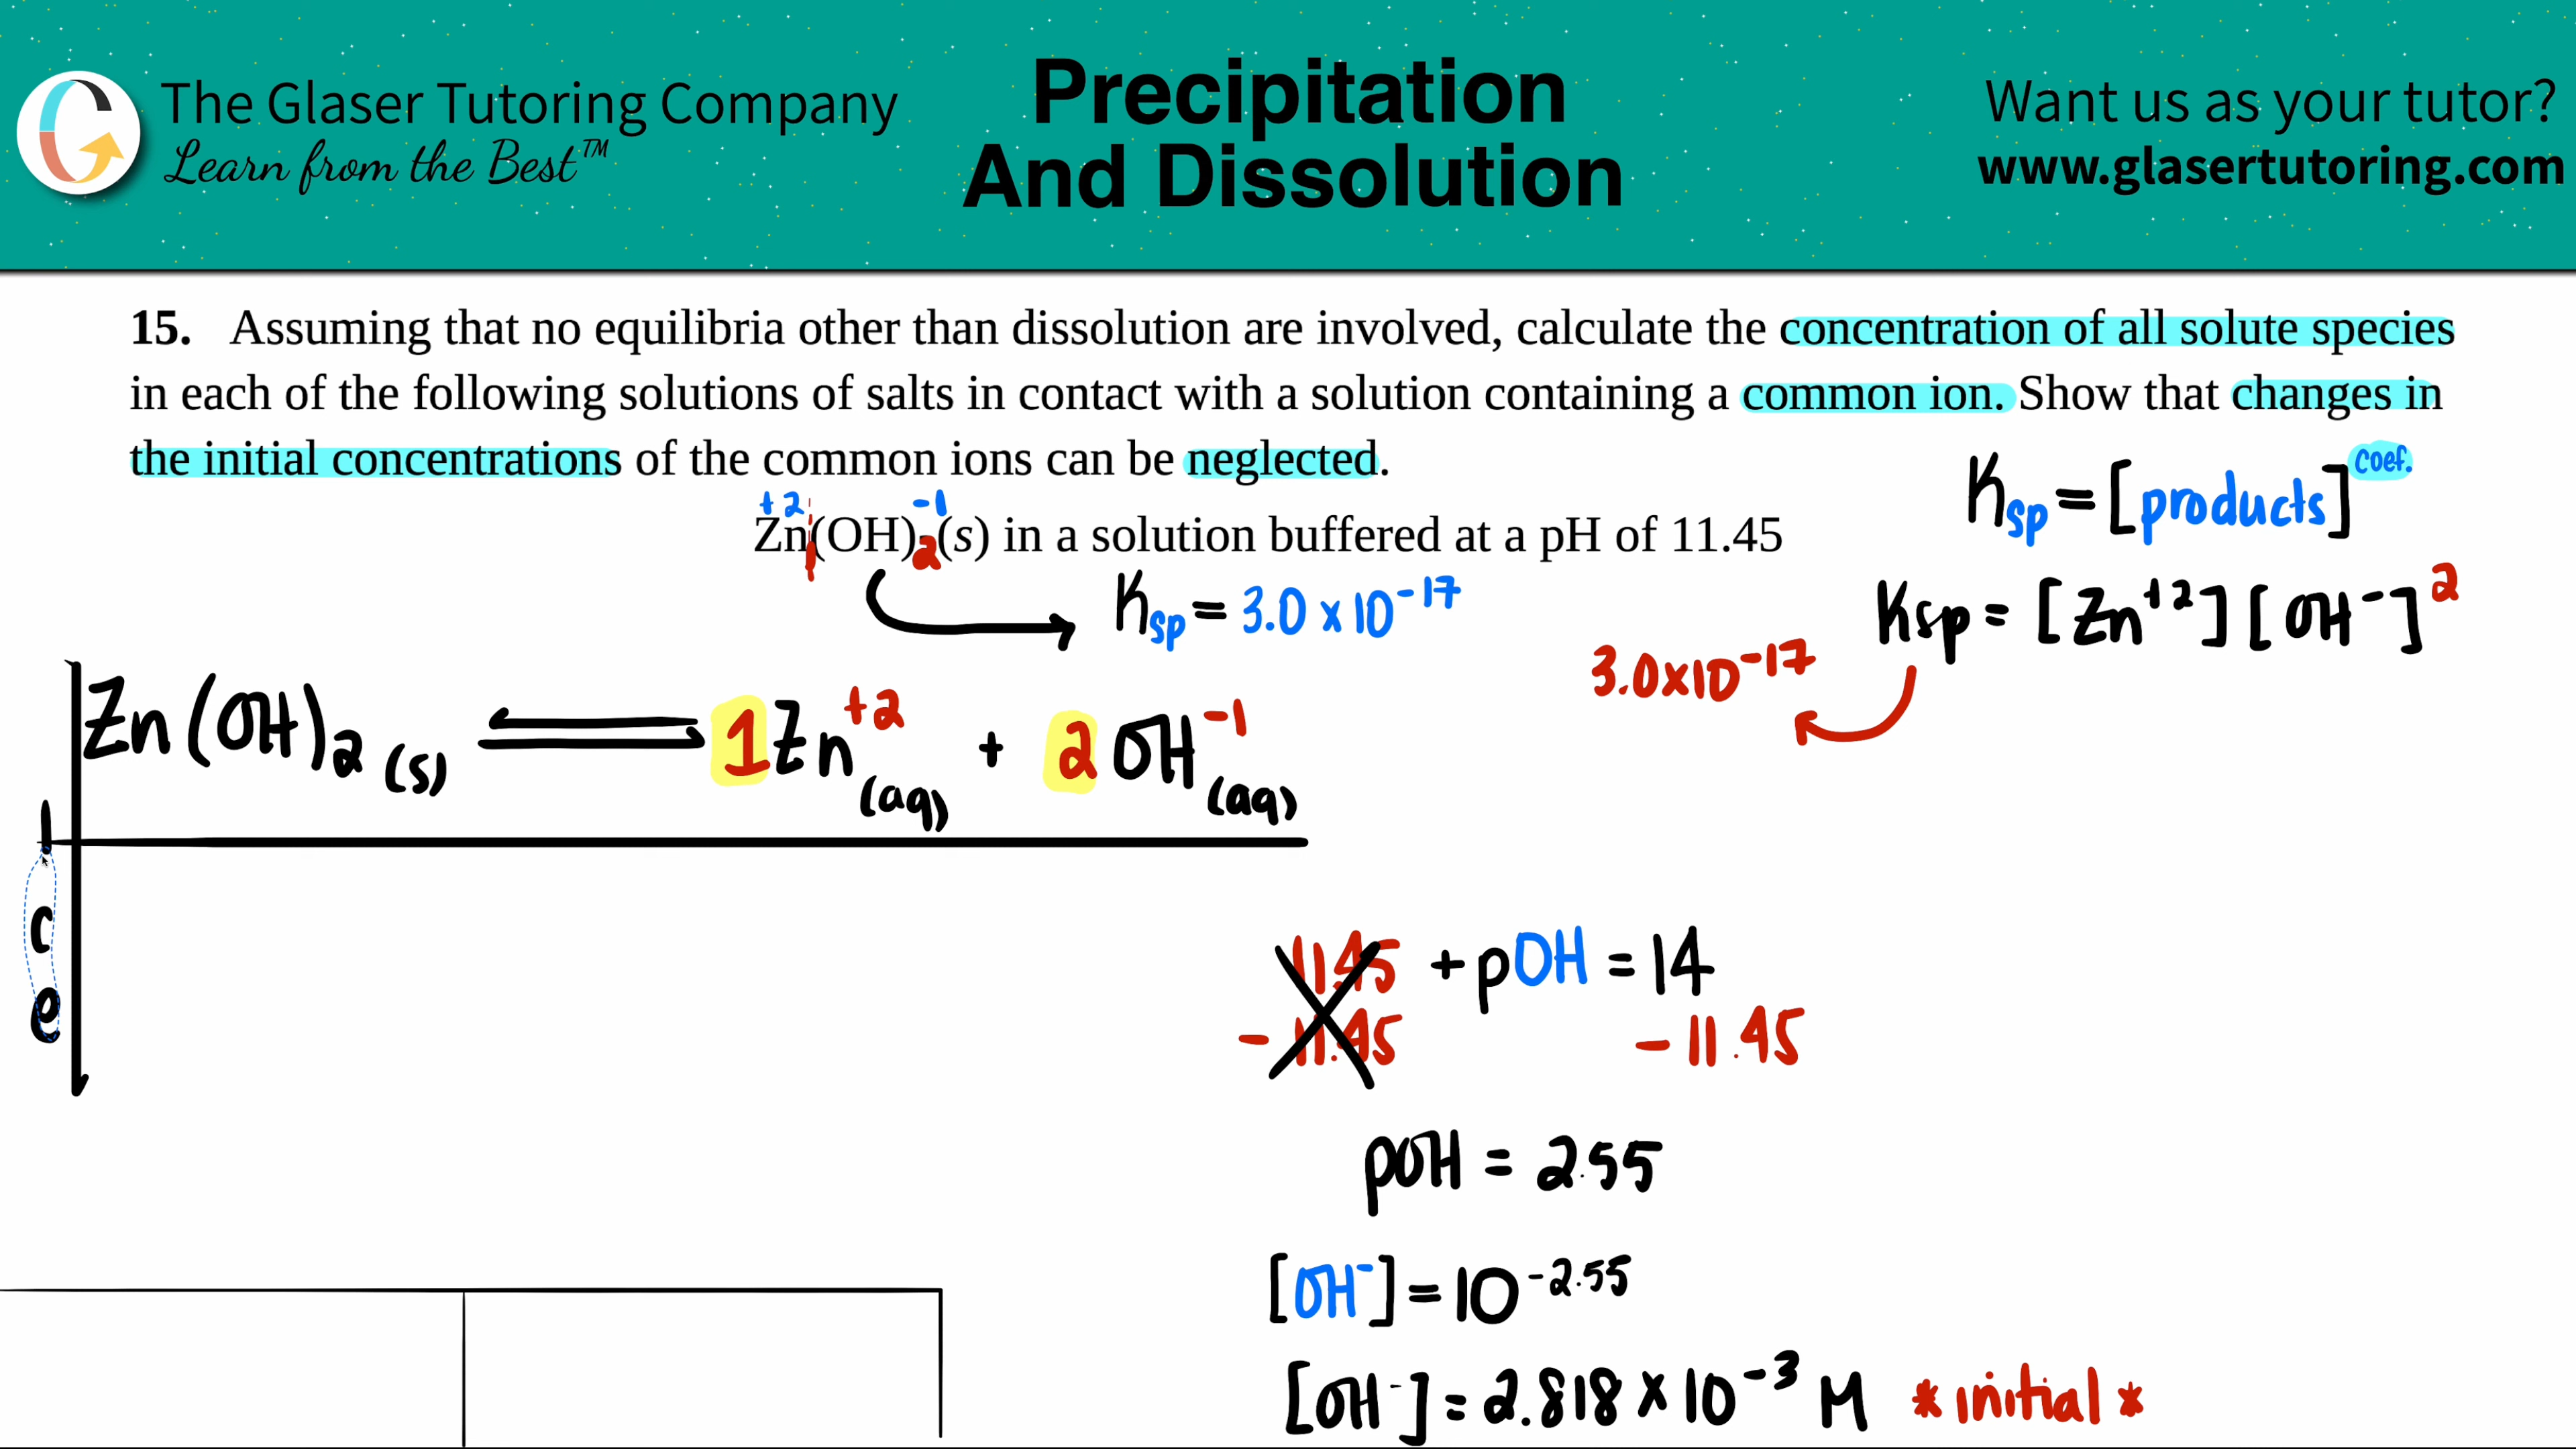 The Glaser Tutoring Company
Learn from the Best™
Precipitation
And Dissolution
Want us as your tutor?
www.glasertutoring.com
15. Assuming that no equilibria other than dissolution are involved, calculate the concentration of all solute species
in each of the following solutions of salts in contact with a solution containing a common ion. Show that changes in
the initial concentrations of the common ions can be neglected.
+2 -1
Zn(OH)2(s) in a solution buffered at a pH of 11.45
1 2
Ksp = 3.0 x 10^-17
Ksp = [products]^coef.
Ksp = [Zn^+2][OH^-]^2
3.0x10^-17
Zn(OH)2 (s) ⇌ 1Zn^+2 (aq) + 2OH^-1 (aq)
I
C
e
11.45 + pOH = 14
- 11.45 - 11.45
pOH = 2.55
[OH^-] = 10^-2.55
[OH^-] = 2.818 x 10^-3 M * initial *